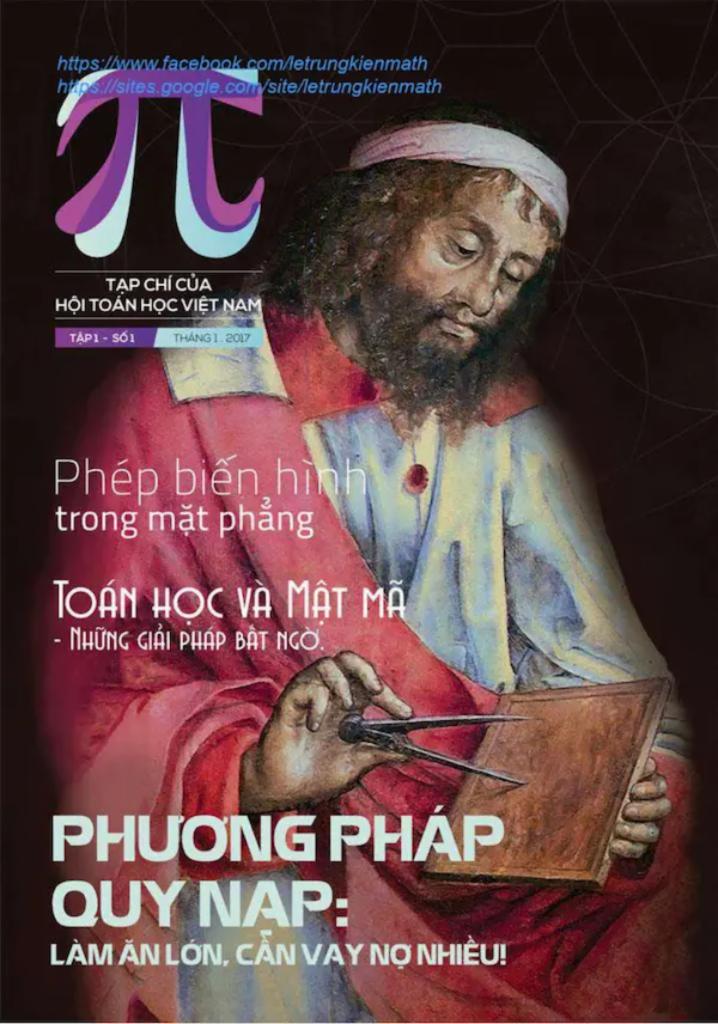 https://www.facebook.com/letrungkienmath
https://sites.google.com/site/letrungkienmath
π
TẠP CHÍ CỦA
HỘI TOÁN HỌC VIỆT NAM
TẬP 1 - SỐ 1 THÁNG 1 . 2017
Phép biến hình
trong mặt phẳng
TOÁN HỌC VÀ MẬT MÃ
- NHỮNG GIẢI PHÁP BẤT NGỜ.
PHƯƠNG PHÁP
QUY NẠP:
LÀM ĂN LỚN, CẦN VAY NỢ NHIỀU!